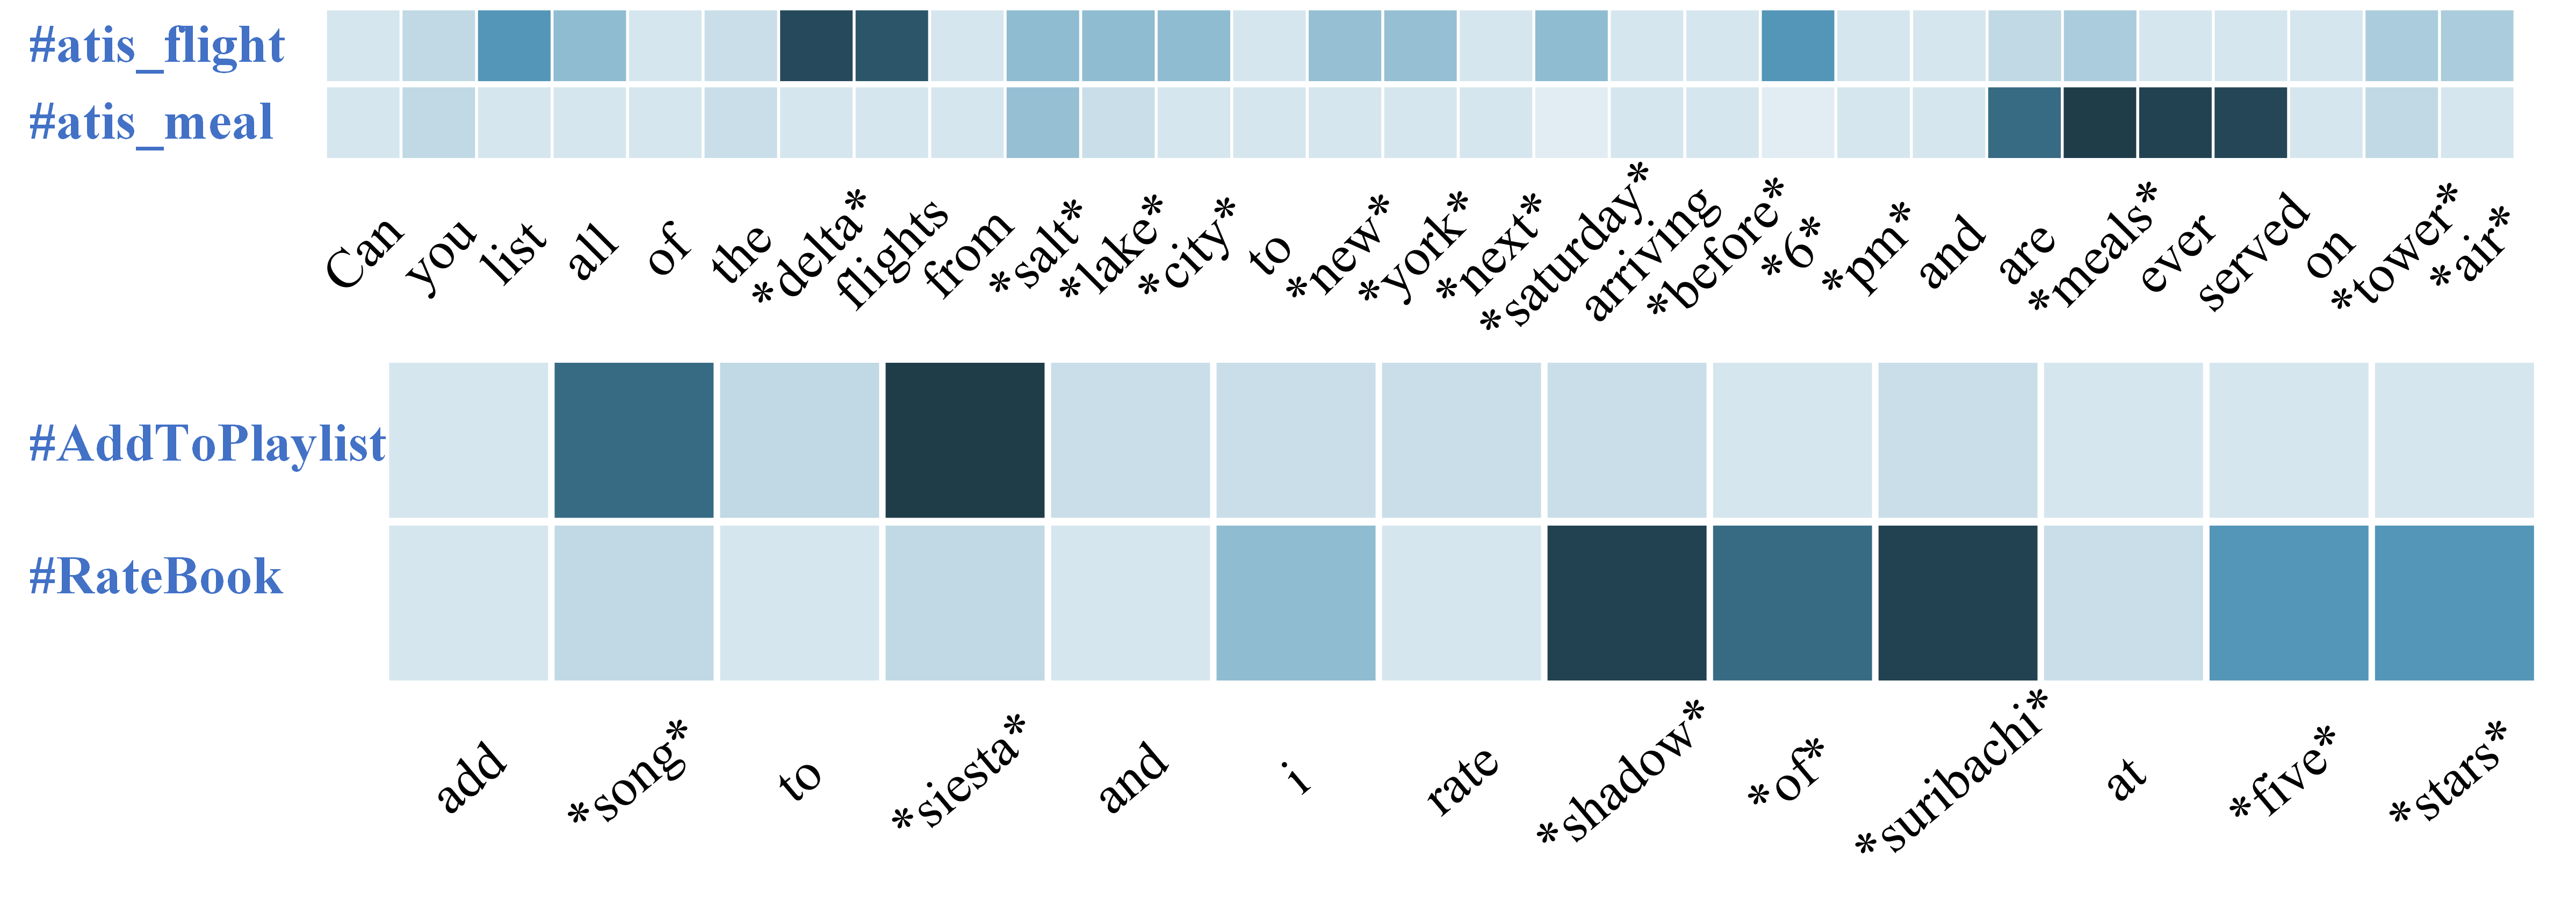 #atis_flight
#atis_meal
Can you list all of the *delta* flights from *salt* *lake* *city* to *new* *york* *next* *saturday* arriving *before* *6* *pm* and are *meals* ever served on *tower* *air*
#AddToPlaylist
#RateBook
add *song* to *siesta* and i rate *shadow* *of* *suribachi* at *five* *stars*